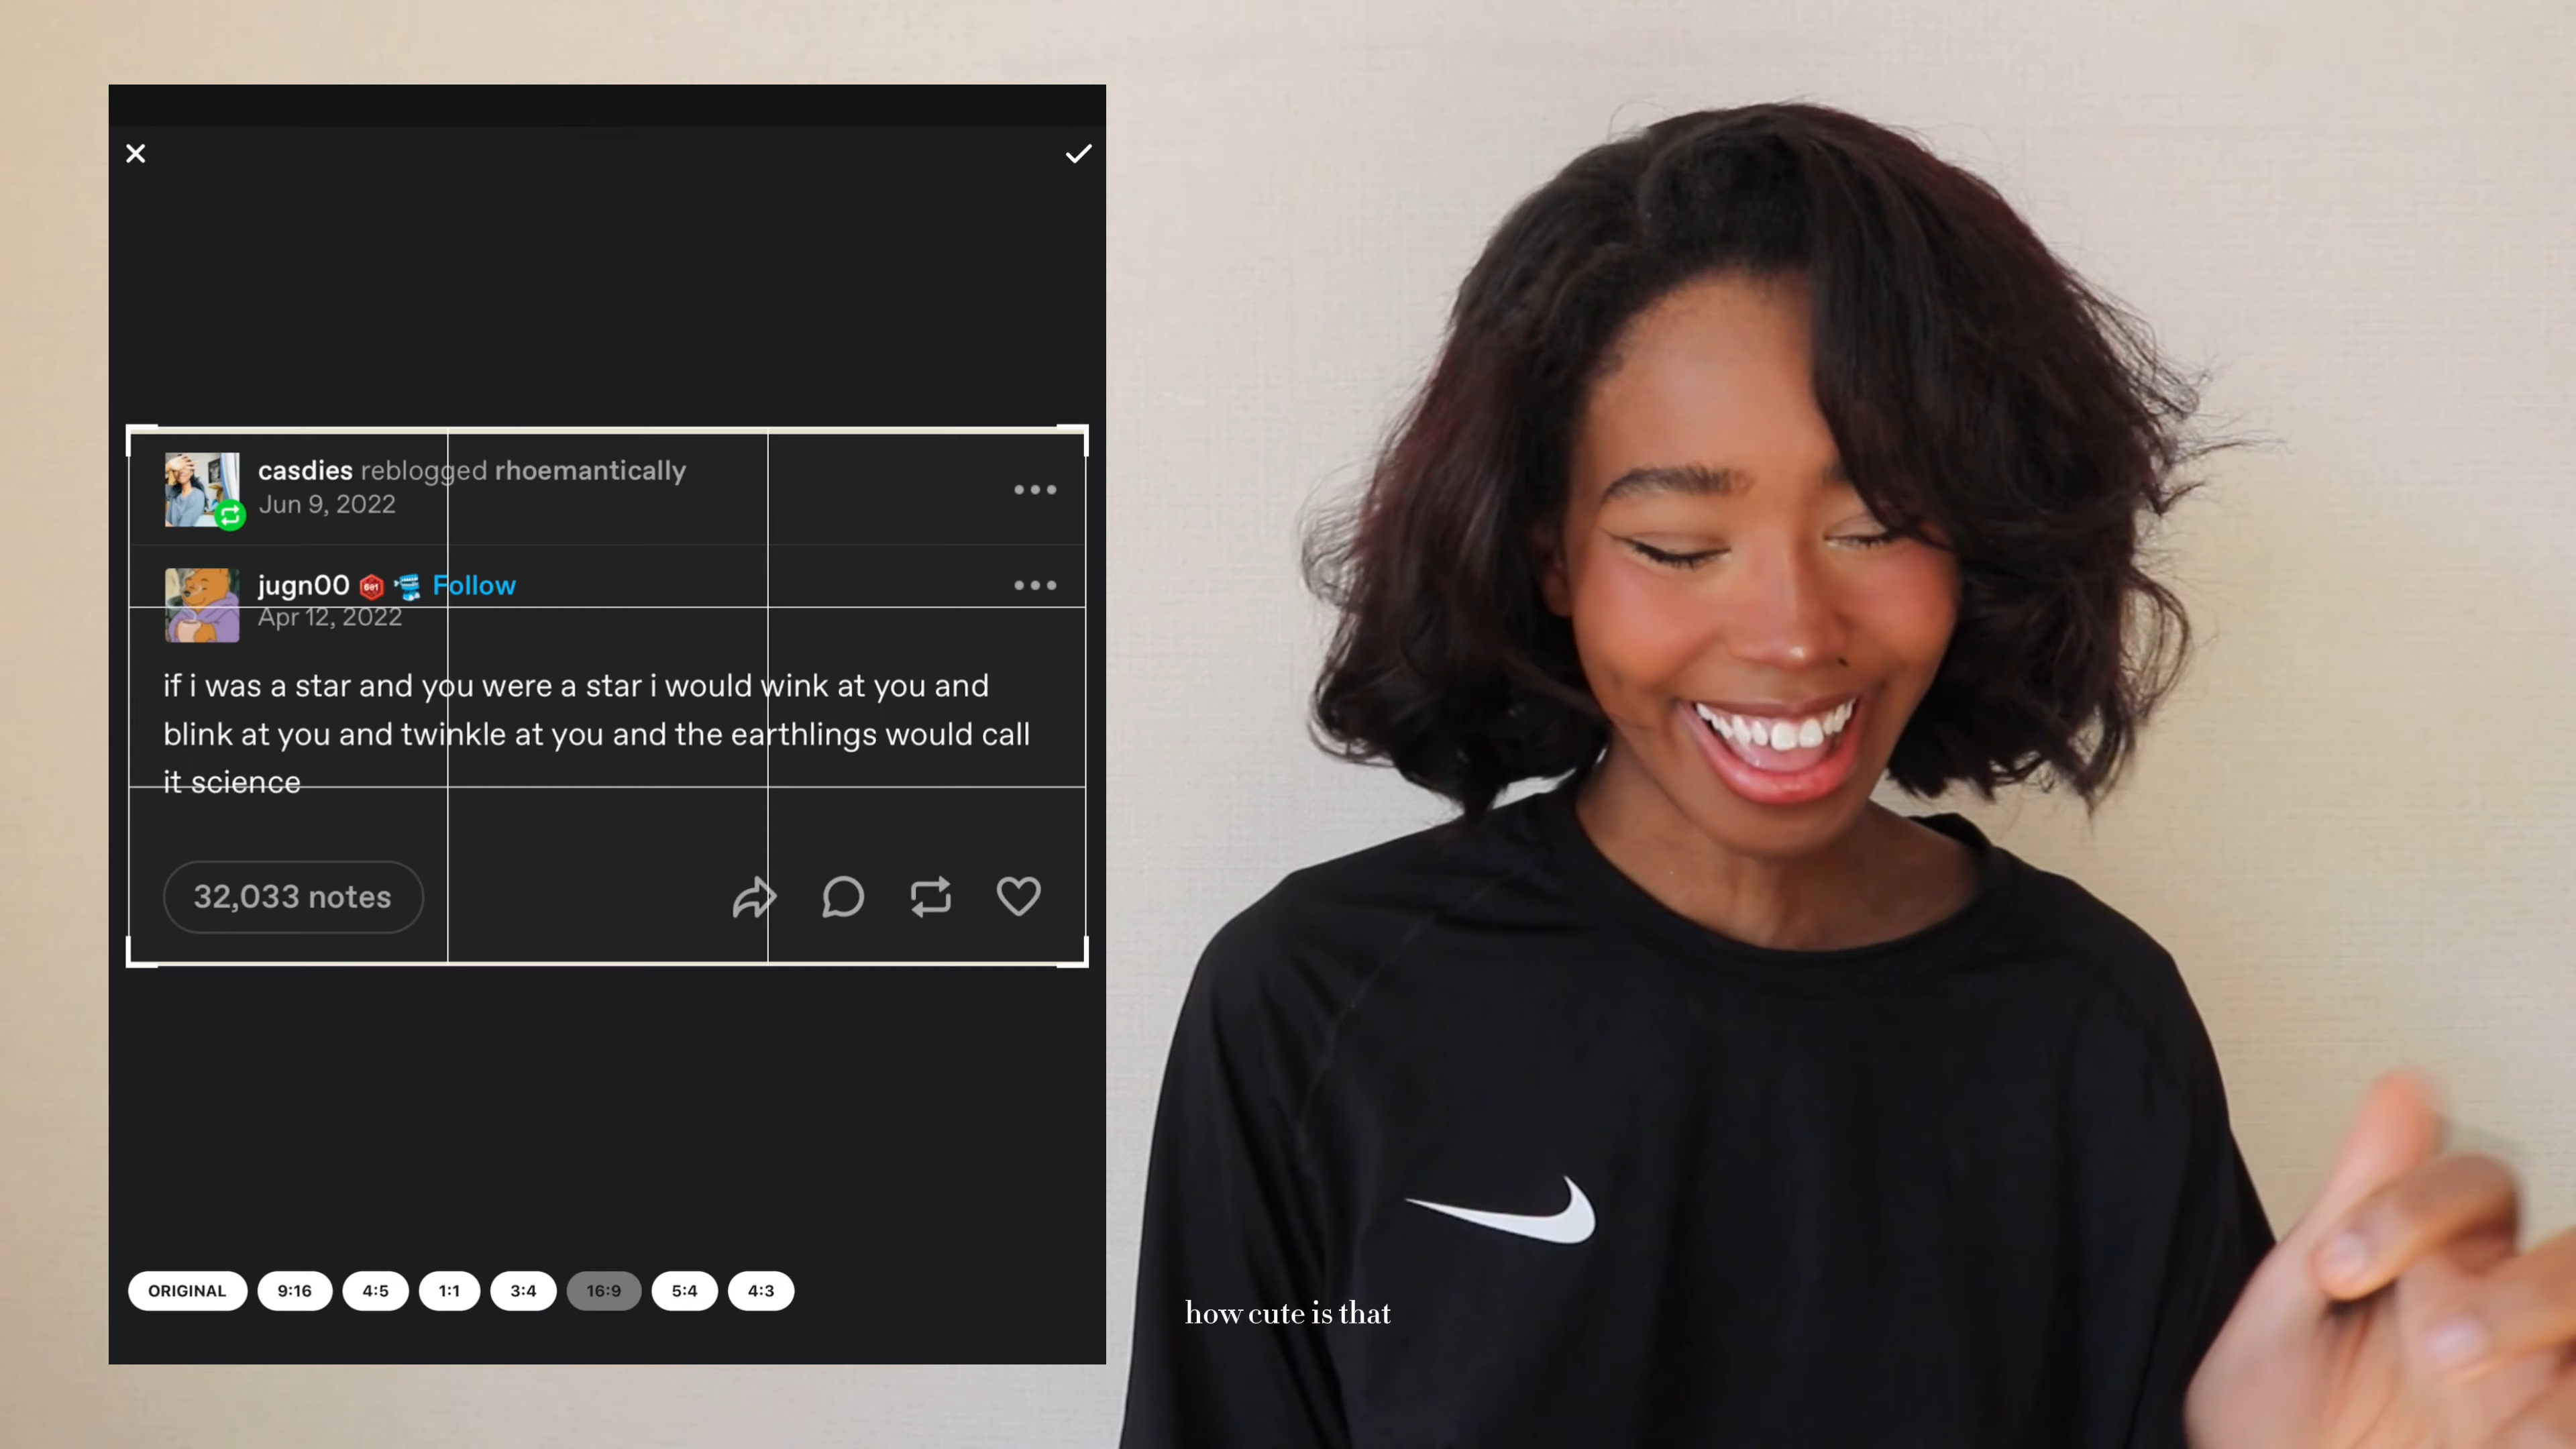 casdies reblogged rhoemantically
Jun 9, 2022
jugn00 Follow
Apr 12, 2022
if i was a star and you were a star i would wink at you and
blink at you and twinkle at you and the earthlings would call
it science
32,033 notes
ORIGINAL 9:16 4:5 1:1 3:4 16:9 5:4 4:3
how cute is that